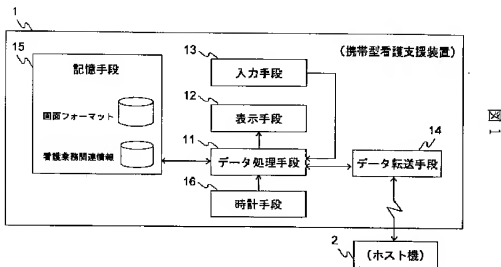 1
15
記憶手段
画面フォーマット
看護業務関連情報
13
入力手段
(携帯型看護支援装置)
12
表示手段
11
データ処理手段
14
データ転送手段
16
時計手段
2
(ホスト機)
図1